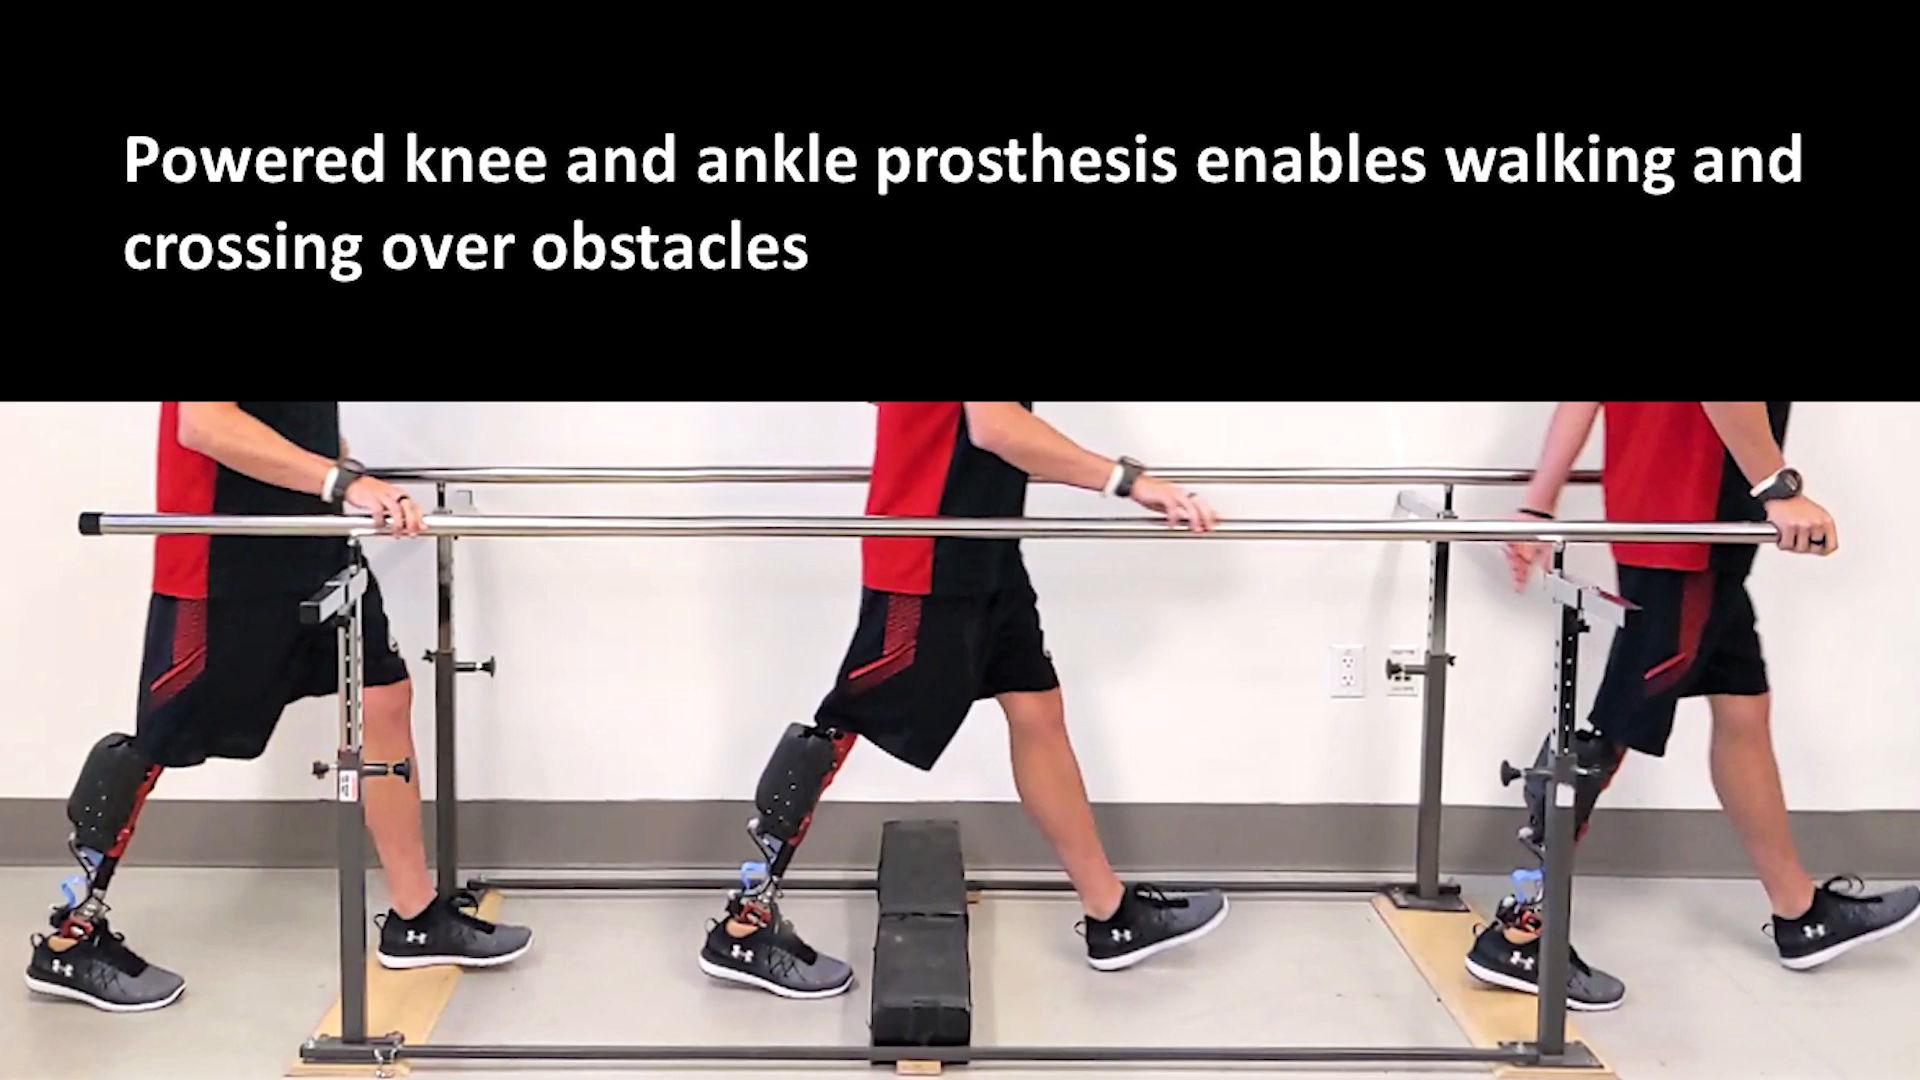 Powered knee and ankle prosthesis enables walking and
crossing over obstacles